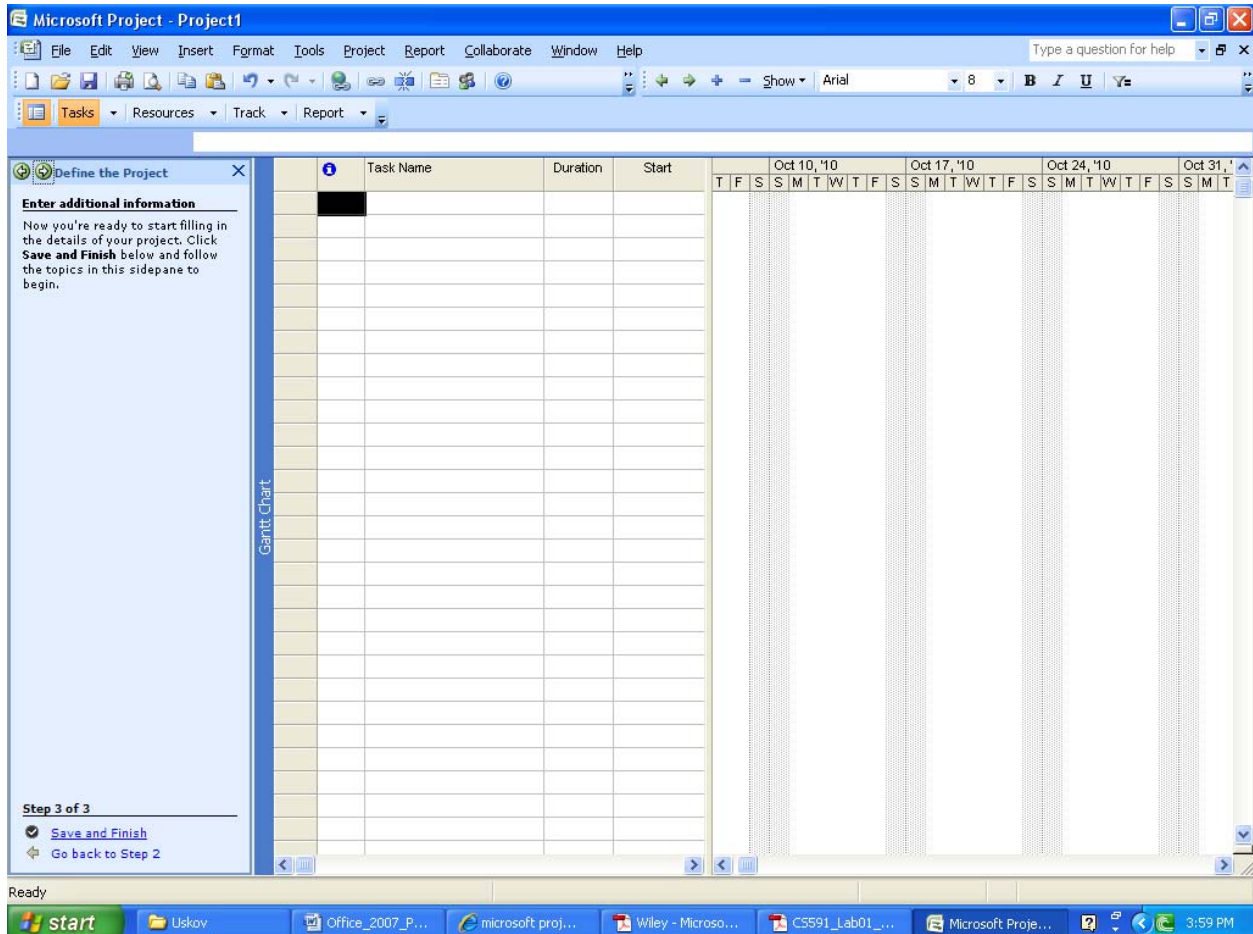 Microsoft Project - Project1
File Edit View Insert Format Tools Project Report Collaborate Window Help Type a question for help
Show Arial 8 B I U
Tasks Resources Track Report
Define the Project
Enter additional information
Now you're ready to start filling in
the details of your project. Click
Save and Finish below and follow
the topics in this sidepane to
begin.
Step 3 of 3
Save and Finish
Go back to Step 2
Gantt Chart
Task Name Duration Start
Oct 10, '10 Oct 17, '10 Oct 24, '10 Oct 31, '
T F S S M T W T F S S M T W T F S S M T W T F S S M T
Ready
start Uskov Office_2007_P... microsoft proj... Wiley - Microso... CS591_Lab01_... Microsoft Proje... 3:59 PM